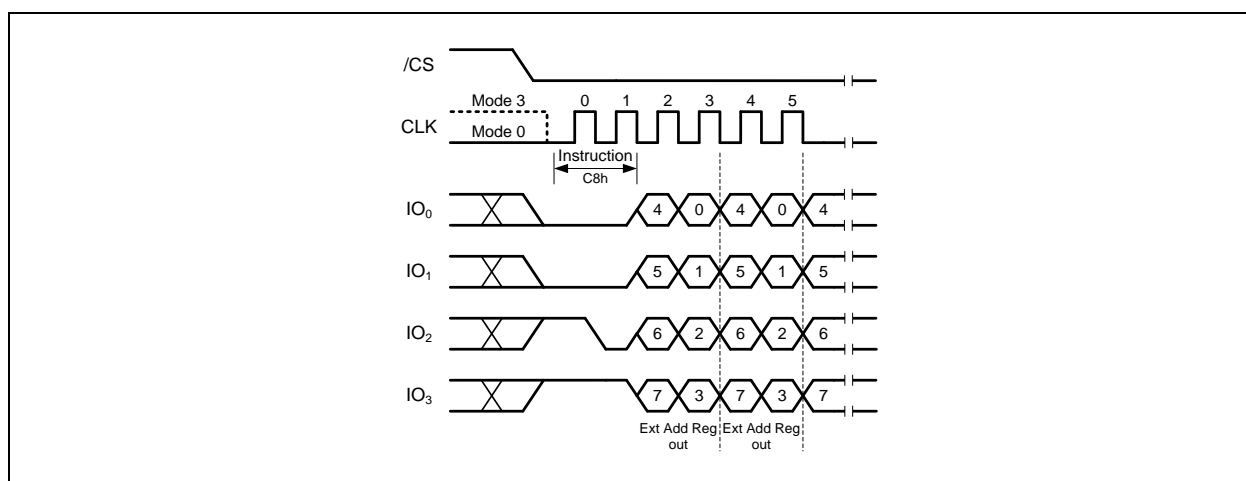 /CS
Mode 3 0 1 2 3 4 5
CLK
Mode 0
Instruction
C8h
IO₀ 4 0 4 0 4
IO₁ 5 1 5 1 5
IO₂ 6 2 6 2 6
IO₃ 7 3 7 3 7
Ext Add Reg Ext Add Reg
out out